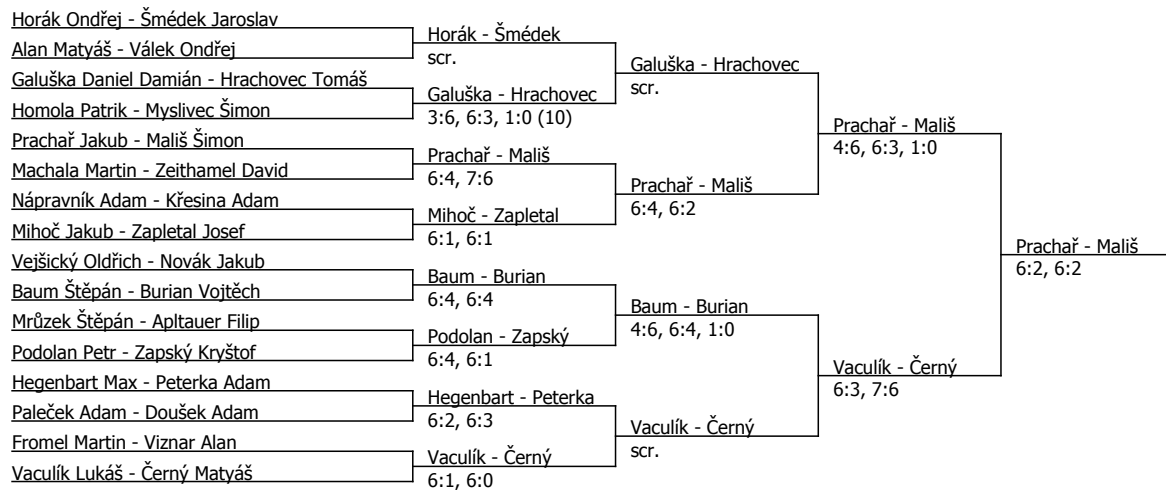 Horák Ondřej - Šmédek Jaroslav
Alan Matyáš - Válek Ondřej
Galuška Daniel Damián - Hrachovec Tomáš
Homola Patrik - Myslivec Šimon
Prachař Jakub - Mališ Šimon
Machala Martin - Zeithamel David
Nápravník Adam - Křesina Adam
Mihoč Jakub - Zapletal Josef
Vejšický Oldřich - Novák Jakub
Baum Štěpán - Burian Vojtěch
Mrůzek Štěpán - Apltauer Filip
Podolan Petr - Zapský Kryštof
Hegenbart Max - Peterka Adam
Paleček Adam - Doušek Adam
Fromel Martin - Viznar Alan
Vaculík Lukáš - Černý Matyáš
Horák - Šmédek
scr.
Galuška - Hrachovec
3:6, 6:3, 1:0 (10)
Prachař - Mališ
6:4, 7:6
Mihoč - Zapletal
6:1, 6:1
Baum - Burian
6:4, 6:4
Podolan - Zapský
6:4, 6:1
Hegenbart - Peterka
6:2, 6:3
Vaculík - Černý
6:1, 6:0
Galuška - Hrachovec
scr.
Prachař - Mališ
6:4, 6:2
Baum - Burian
4:6, 6:4, 1:0
Vaculík - Černý
scr.
Prachař - Mališ
4:6, 6:3, 1:0
Vaculík - Černý
6:3, 7:6
Prachař - Mališ
6:2, 6:2